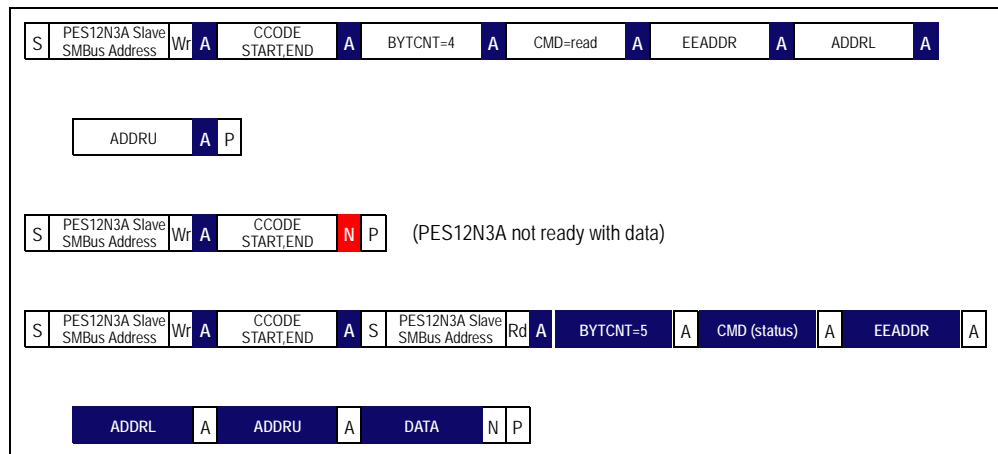 S PES12N3A Slave SMBus Address Wr A CCODE START,END A BYTCNT=4 A CMD=read A EEADDR A ADDRL A
ADDRU A P
S PES12N3A Slave SMBus Address Wr A CCODE START,END N P (PES12N3A not ready with data)
S PES12N3A Slave SMBus Address Wr A CCODE START,END A S PES12N3A Slave SMBus Address Rd A BYTCNT=5 A CMD (status) A EEADDR A
ADDRL A ADDRU A DATA N P